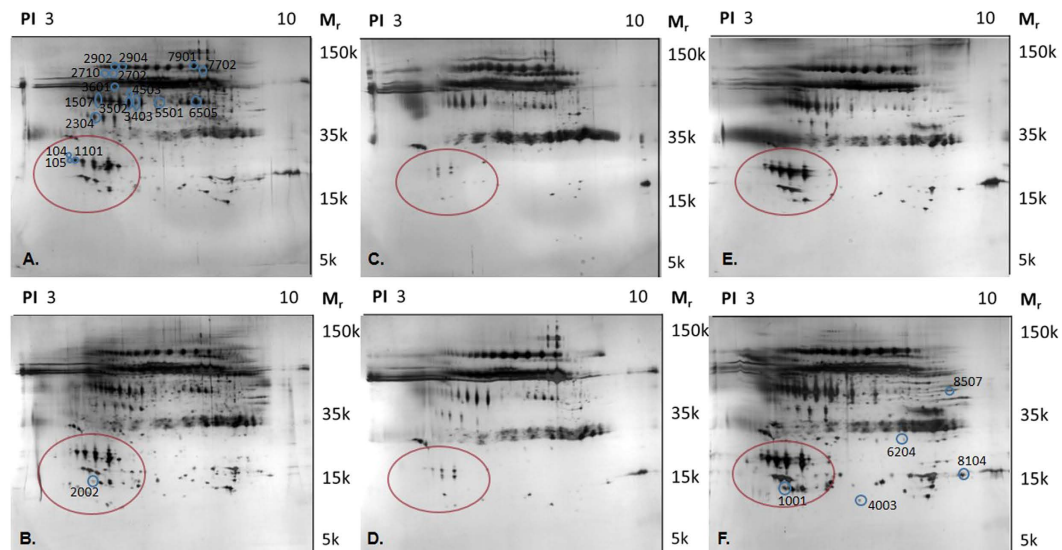 PI 3 10 Mr
2902 2904 7901
2710 2702 7702
3601 4503
1507 3502 3403 5501 6505
2304
104 1101
105
150k
35k
15k
5k
A.
PI 3 10 Mr
150k
35k
15k
5k
2002
B.
10 Mr
PI 3
150k
35k
15k
5k
C.
PI 3 10 Mr
150k
35k
15k
5k
D.
PI 3 10 Mr
150k
35k
15k
5k
E.
PI 3 10 Mr
150k
8507
35k
6204
8104
15k
1001
4003
5k
F.